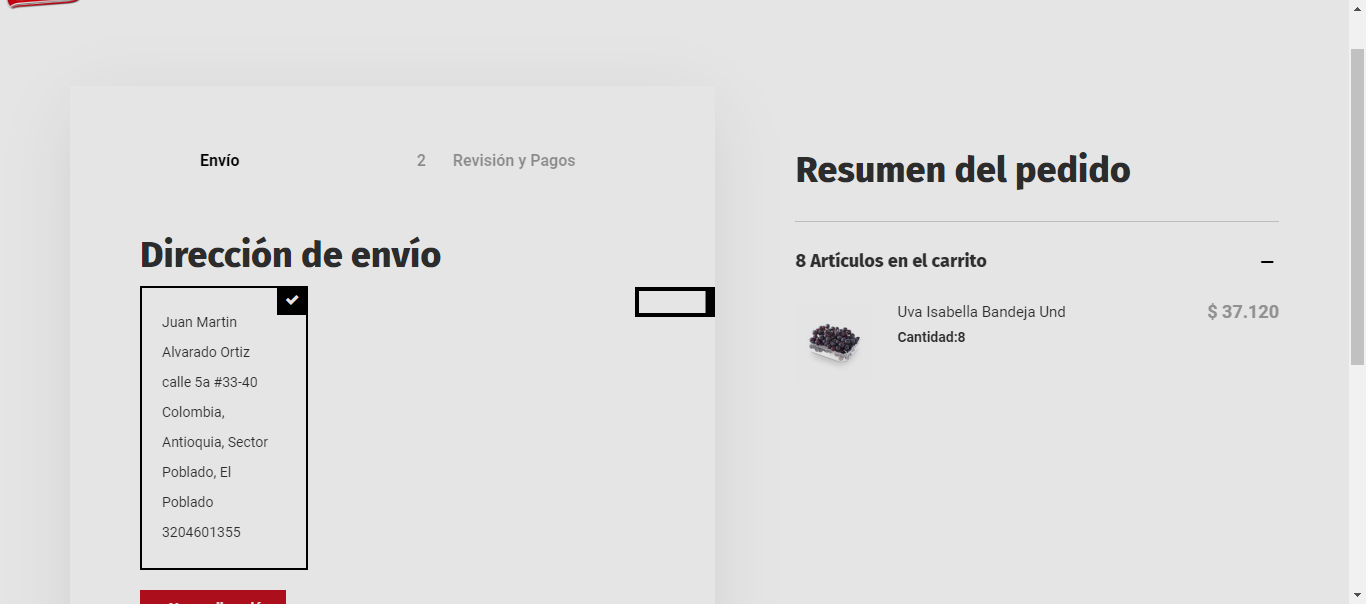 Envío
2 Revisión y Pagos
Dirección de envío
Juan Martin
Alvarado Ortiz
calle 5a #33-40
Colombia,
Antioquia, Sector
Poblado, El
Poblado
3204601355
Resumen del pedido
8 Artículos en el carrito
Uva Isabella Bandeja Und
$ 37.120
Cantidad:8